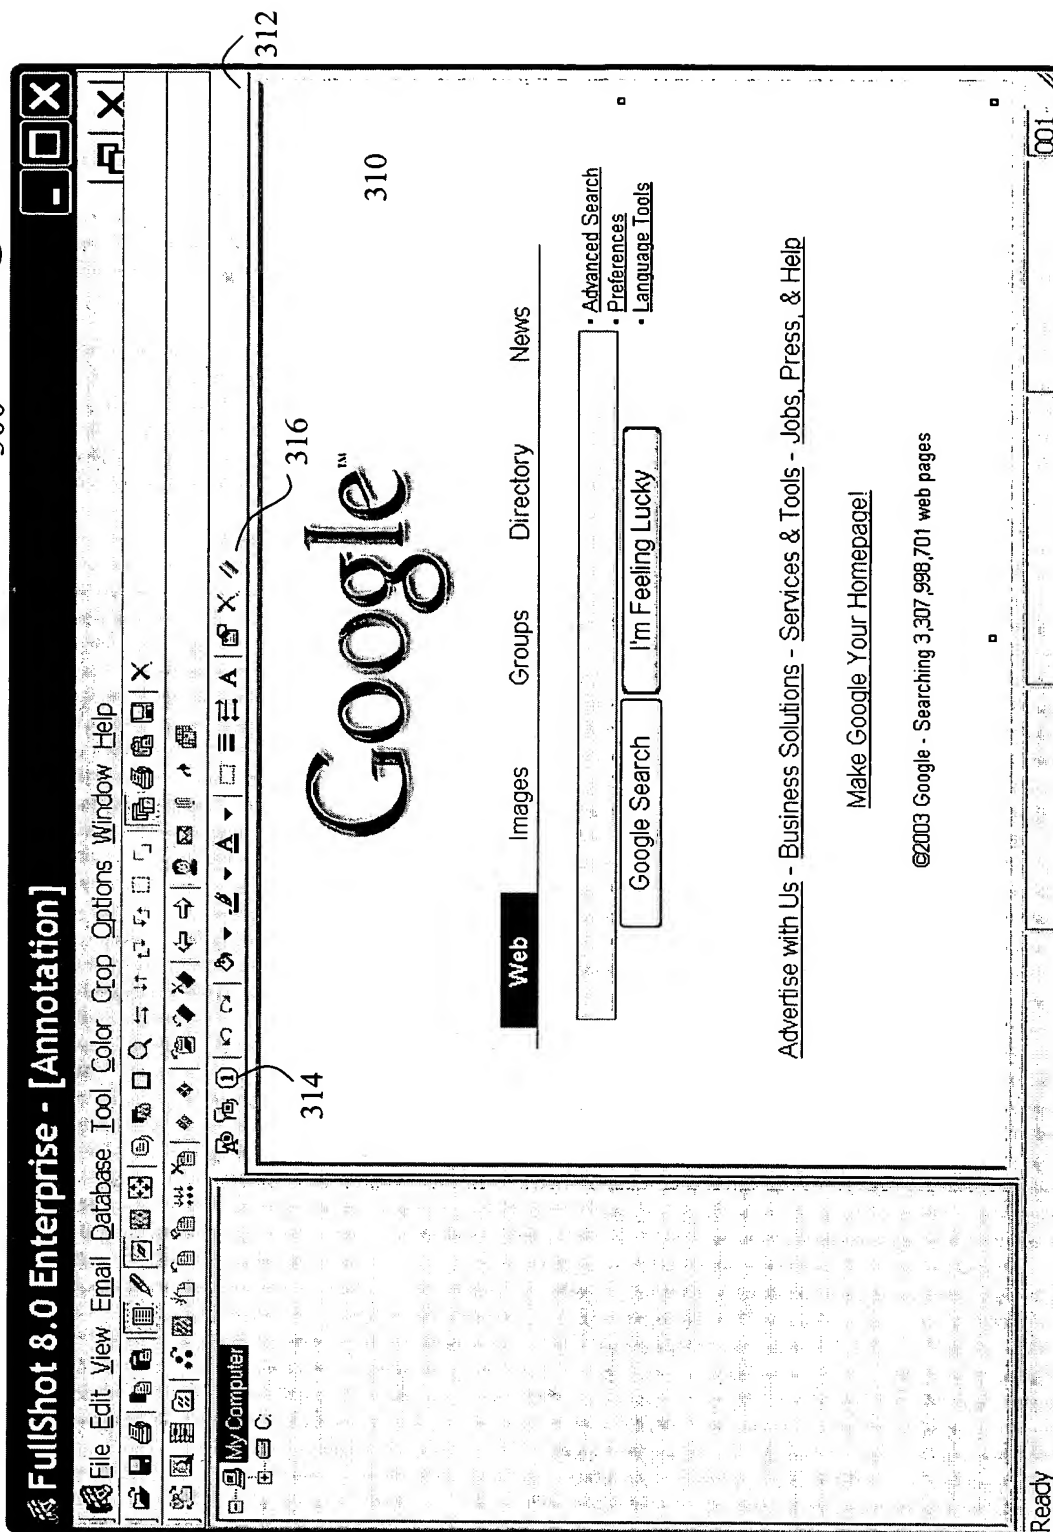 FullShot 8.0 Enterprise - [Annotation]
312
File Edit View Email Database Tool Color Crop Options Window Help
314
316
My Computer
C:
310
Google™
Web Images Groups Directory News
• Advanced Search
• Preferences
• Language Tools
Google Search I'm Feeling Lucky
Advertise with Us - Business Solutions - Services & Tools - Jobs, Press, & Help
Make Google Your Homepage!
©2003 Google - Searching 3,307,998,701 web pages
Ready 001